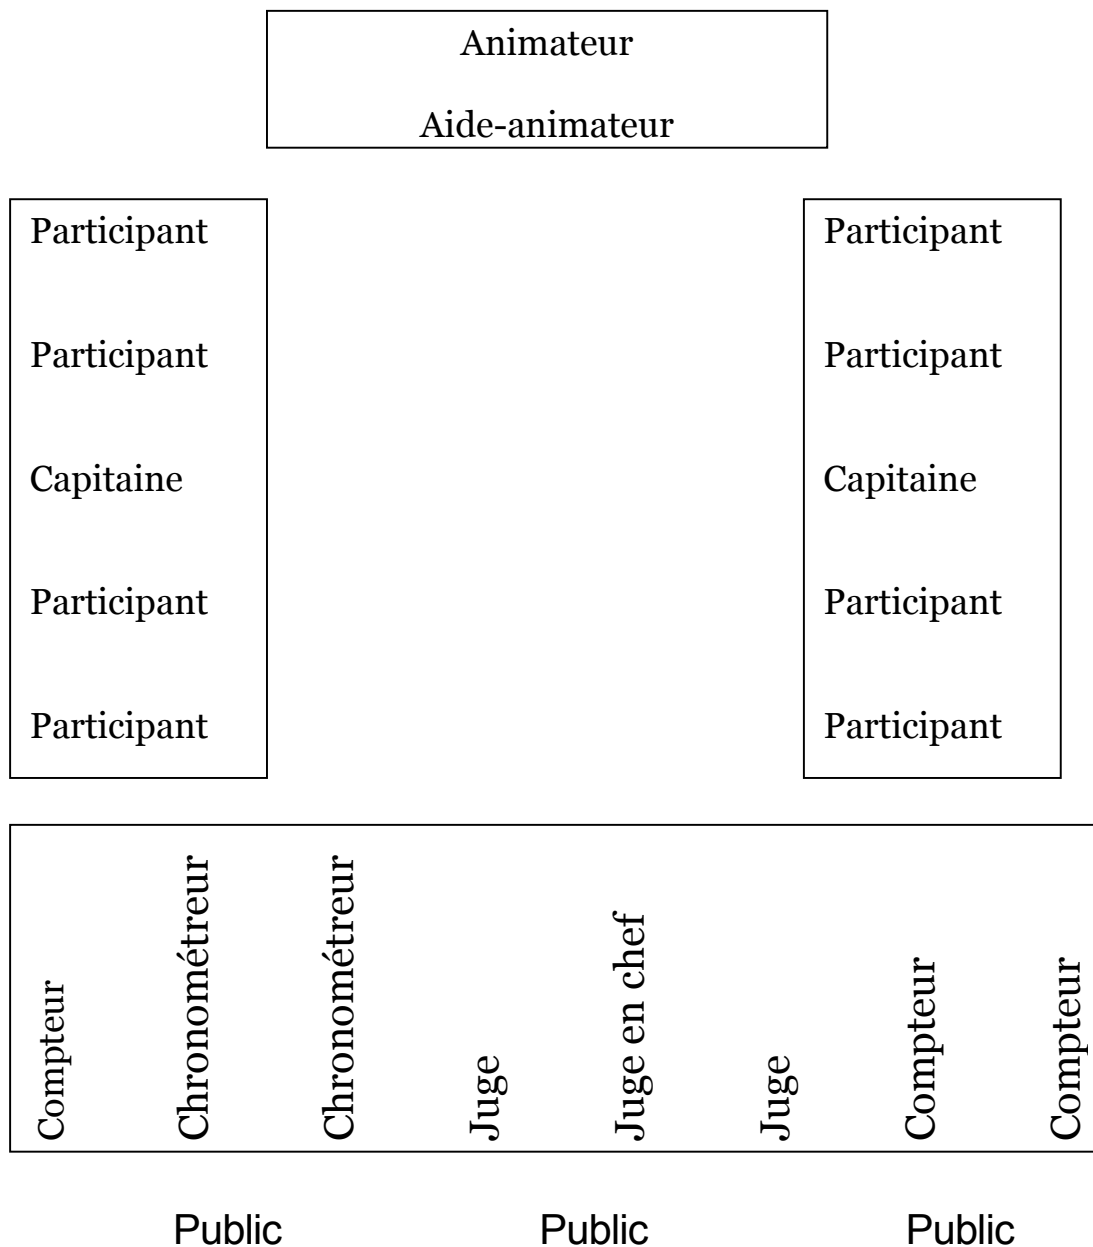 Animateur
Aide-animateur
Participant
Participant
Capitaine
Participant
Participant
Participant
Participant
Capitaine
Participant
Participant
Compteur
Chronométreur
Chronométreur
Juge
Juge en chef
Juge
Compteur
Compteur
Public Public Public